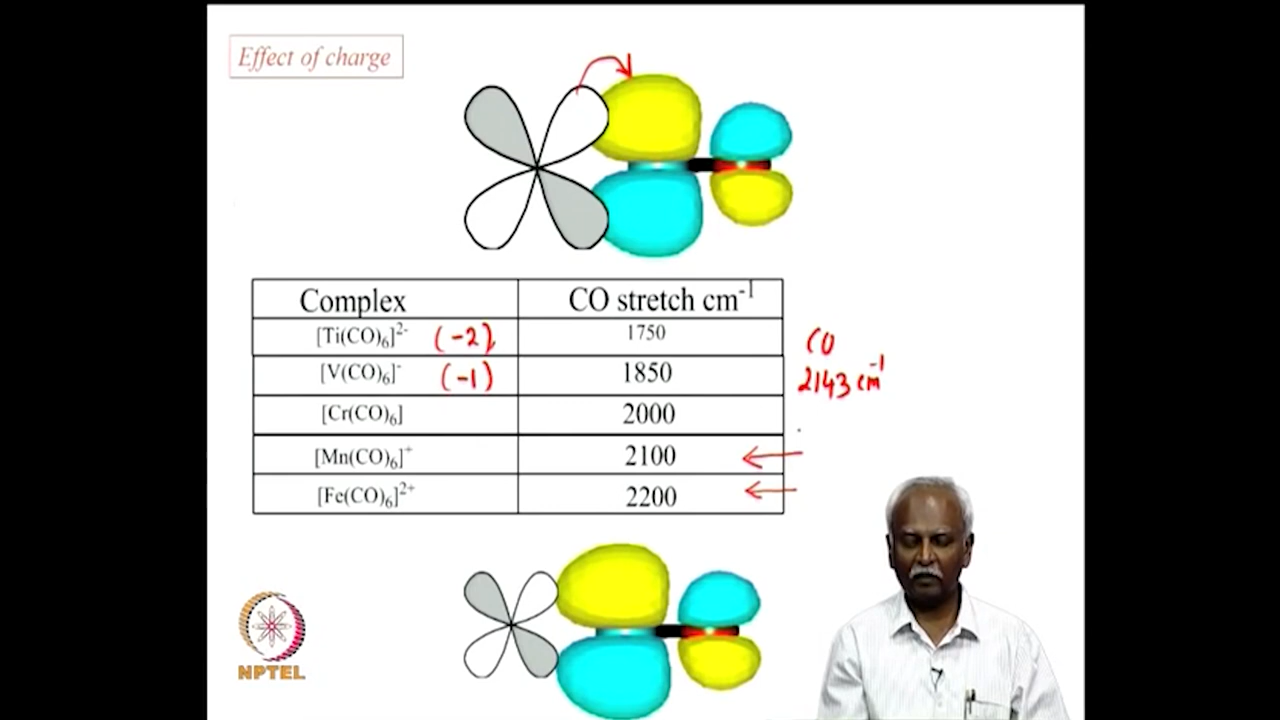 Effect of charge
Complex CO stretch cm⁻¹
[Ti(CO)₆]²⁻ (-2) 1750 CO
[V(CO)₆]⁻ (-1) 1850 2143 cm⁻¹
[Cr(CO)₆] 2000
[Mn(CO)₆]⁺ 2100
[Fe(CO)₆]²⁺ 2200
NPTEL